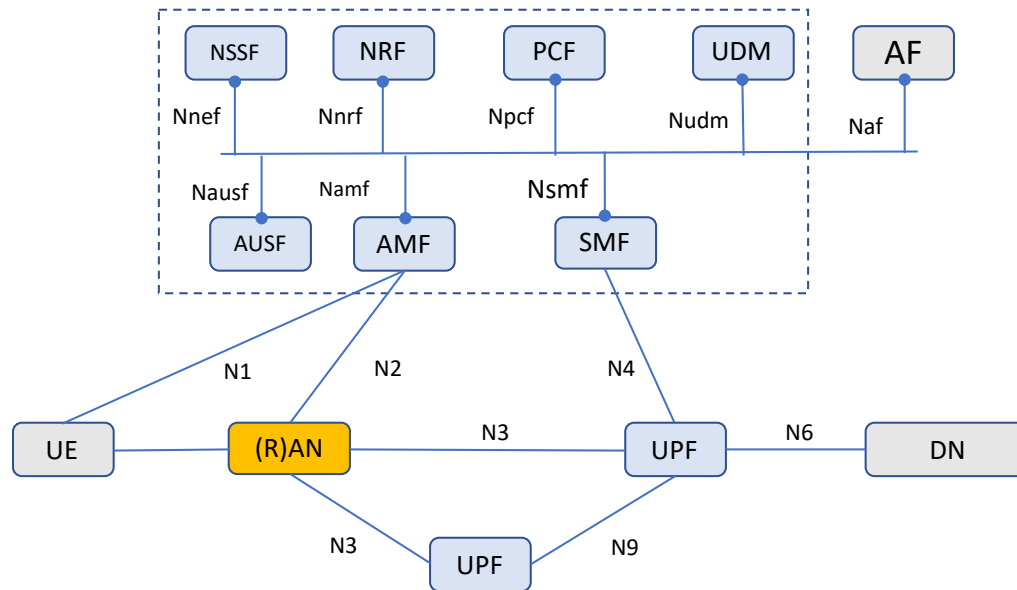 NSSF
NRF
PCF
UDM
AF
Nnef
Nnrf
Npcf
Nudm
Naf
Nausf
Namf
Nsmf
AUSF
AMF
SMF
N1
N2
N4
UE
(R)AN
N3
UPF
N6
DN
N3
UPF
N9